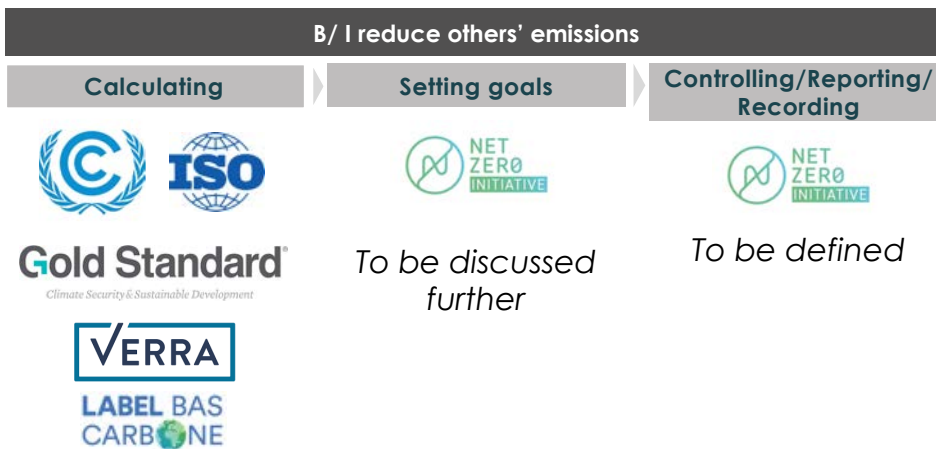 B/ I reduce others’ emissions
Calculating
Setting goals
Controlling/Reporting/
Recording
ISO
Gold Standard®
Climate Security & Sustainable Development
VERRA
LABEL BAS
CARBONE
NET
ZERO
INITIATIVE
To be discussed
further
NET
ZERO
INITIATIVE
To be defined